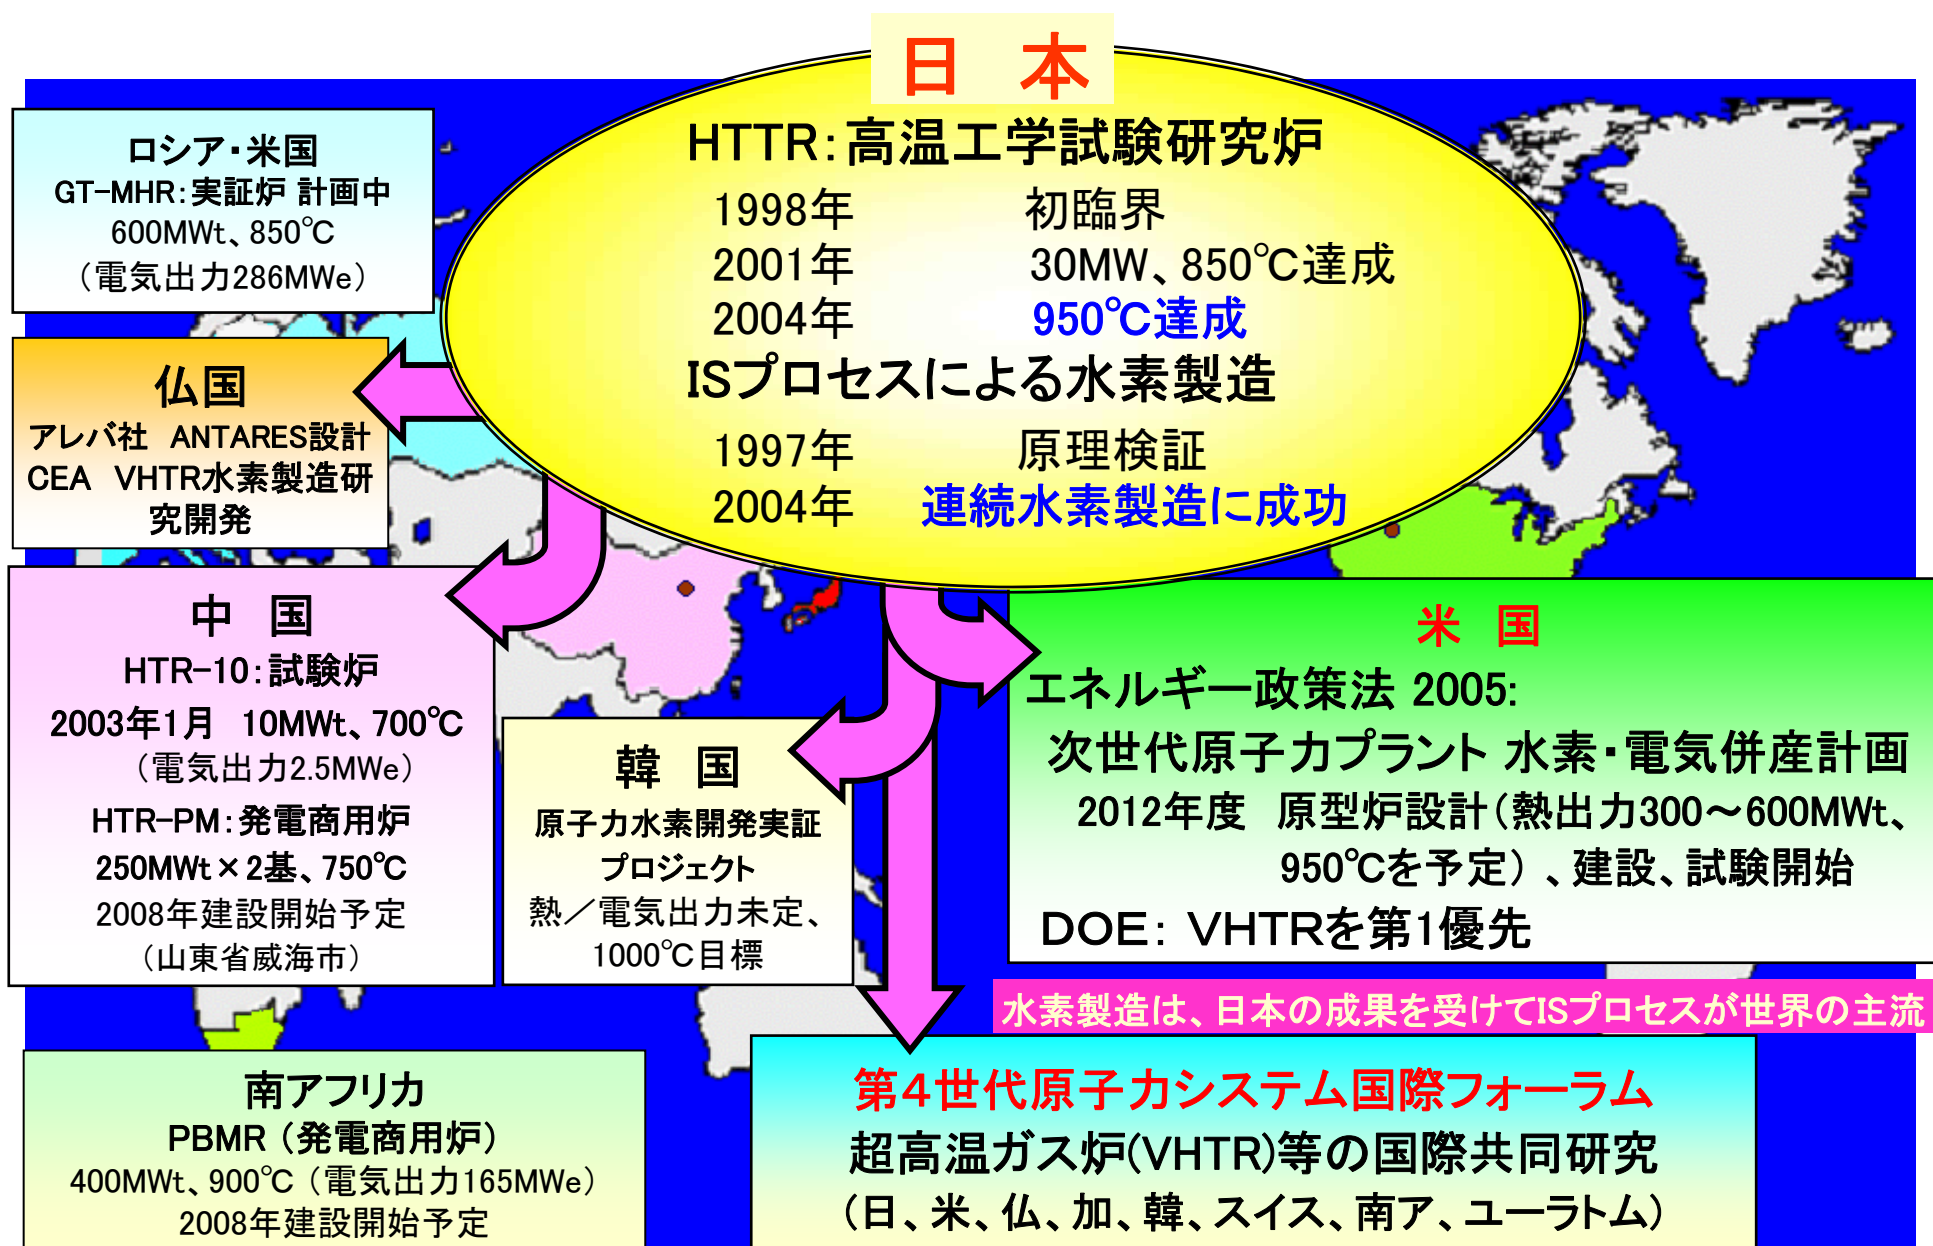 日 本
HTTR：高温工学試験研究炉
1998年 初臨界
2001年 30MW、850℃達成
2004年 950℃達成
ISプロセスによる水素製造
1997年 原理検証
2004年 連続水素製造に成功
ロシア・米国
GT-MHR：実証炉 計画中
600MWt、850℃
（電気出力286MWe）
仏国
アレバ社 ANTARES設計
CEA VHTR水素製造研
究開発
中 国
HTR-10：試験炉
2003年1月 10MWt、700℃
（電気出力2.5MWe）
HTR-PM：発電商用炉
250MWt×2基、750℃
2008年建設開始予定
（山東省威海市）
韓 国
原子力水素開発実証
プロジェクト
熱／電気出力未定、
1000℃目標
米 国
エネルギー政策法 2005:
次世代原子力プラント 水素・電気併産計画
2012年度 原型炉設計（熱出力300～600MWt、
950℃を予定）、建設、試験開始
DOE： VHTRを第1優先
水素製造は、日本の成果を受けてISプロセスが世界の主流
南アフリカ
PBMR（発電商用炉）
400MWt、900℃（電気出力165MWe）
2008年建設開始予定
第4世代原子力システム国際フォーラム
超高温ガス炉(VHTR)等の国際共同研究
（日、米、仏、加、韓、スイス、南ア、ユーラトム）